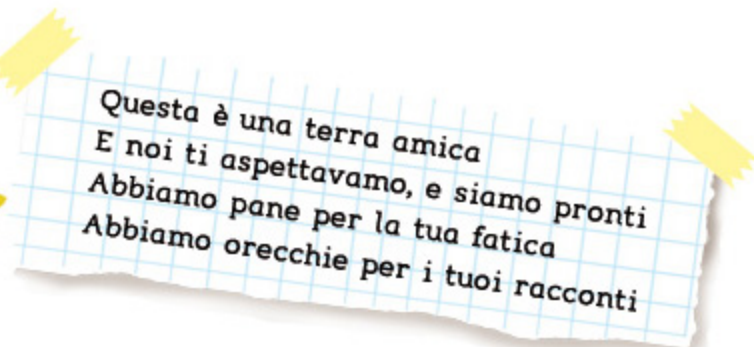 Questa è una terra amica
E noi ti aspettavamo, e siamo pronti
Abbiamo pane per la tua fatica
Abbiamo orecchie per i tuoi racconti